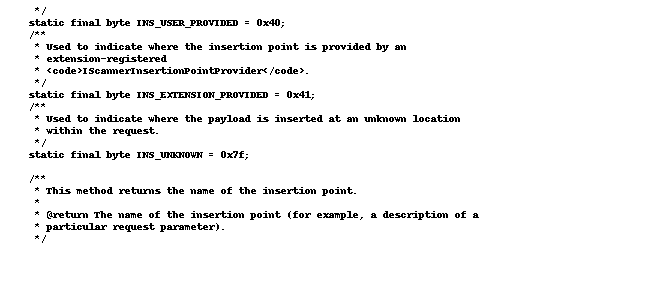 */
static final byte INS_USER_PROVIDED = 0x40;
/**
* Used to indicate where the insertion point is provided by an
* extension-registered
* <code>IScannerInsertionPointProvider</code>.
*/
static final byte INS_EXTENSION_PROVIDED = 0x41;
/**
* Used to indicate where the payload is inserted at an unknown location
* within the request.
*/
static final byte INS_UNKNOWN = 0x7f;
/**
* This method returns the name of the insertion point.
*
* @return The name of the insertion point (for example, a description of a
* particular request parameter).
*/